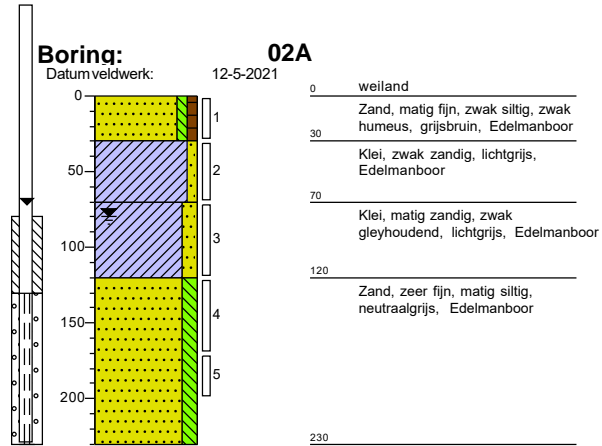 Boring: 02A
Datum veldwerk: 12-5-2021
0
50
100
150
200
1
2
3
4
5
0 weiland
Zand, matig fijn, zwak siltig, zwak
humeus, grijsbruin, Edelmanboor
30
Klei, zwak zandig, lichtgrijs,
Edelmanboor
70
Klei, matig zandig, zwak
gleyhoudend, lichtgrijs, Edelmanboor
120
Zand, zeer fijn, matig siltig,
neutraalgrijs, Edelmanboor
230